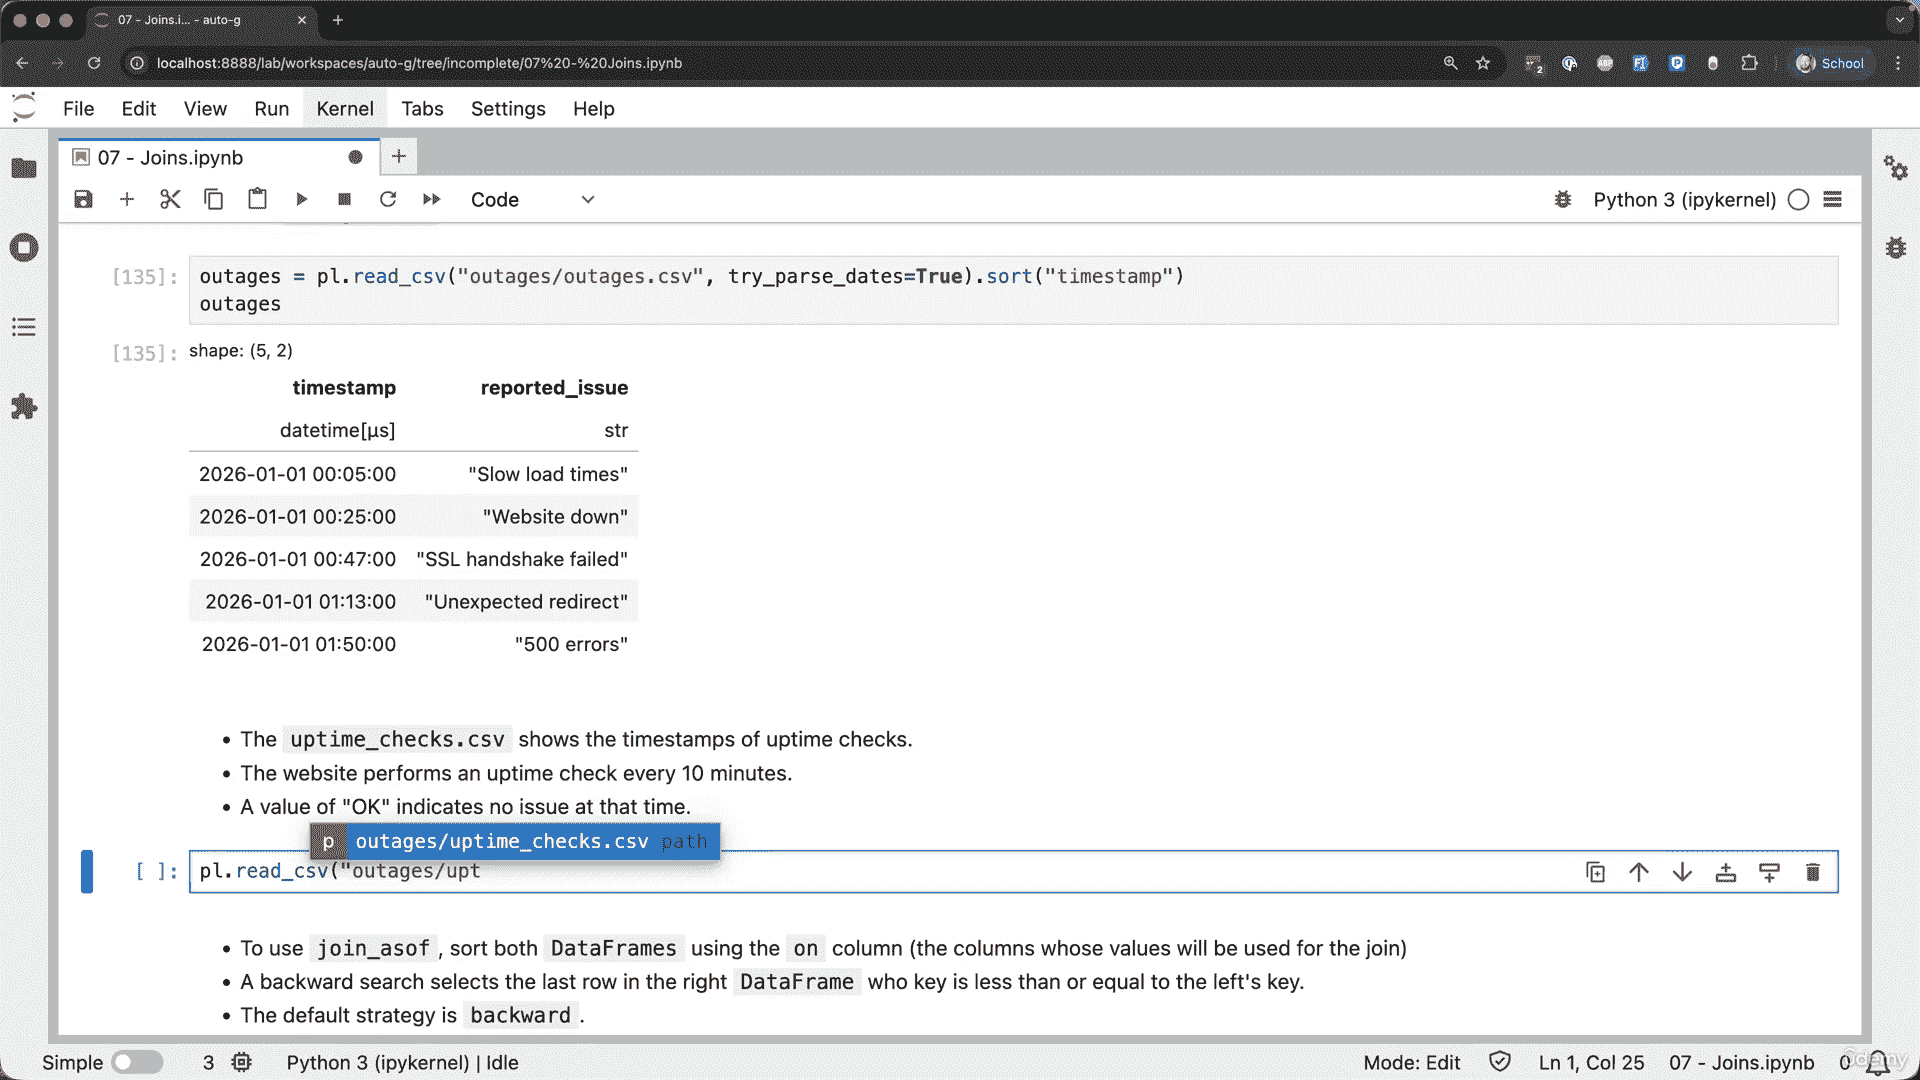 07 - Joins.i... - auto-g
localhost:8888/lab/workspaces/auto-g/tree/incomplete/07%20-%20Joins.ipynb
2
School
File Edit View Run Kernel Tabs Settings Help
07 - Joins.ipynb
Code
Python 3 (ipykernel)
[135]: outages = pl.read_csv("outages/outages.csv", try_parse_dates=True).sort("timestamp")
outages
[135]: shape: (5, 2)
timestamp reported_issue
datetime[μs] str
2026-01-01 00:05:00 "Slow load times"
2026-01-01 00:25:00 "Website down"
2026-01-01 00:47:00 "SSL handshake failed"
2026-01-01 01:13:00 "Unexpected redirect"
2026-01-01 01:50:00 "500 errors"
• The uptime_checks.csv shows the timestamps of uptime checks.
• The website performs an uptime check every 10 minutes.
• A value of "OK" indicates no issue at that time.
p outages/uptime_checks.csv path
[ ]: pl.read_csv("outages/upt
• To use join_asof, sort both DataFrames using the on column (the columns whose values will be used for the join)
• A backward search selects the last row in the right DataFrame who key is less than or equal to the left's key.
• The default strategy is backward.
Simple 3 Python 3 (ipykernel) | Idle Mode: Edit Ln 1, Col 25 07 - Joins.ipynb 0
udemy